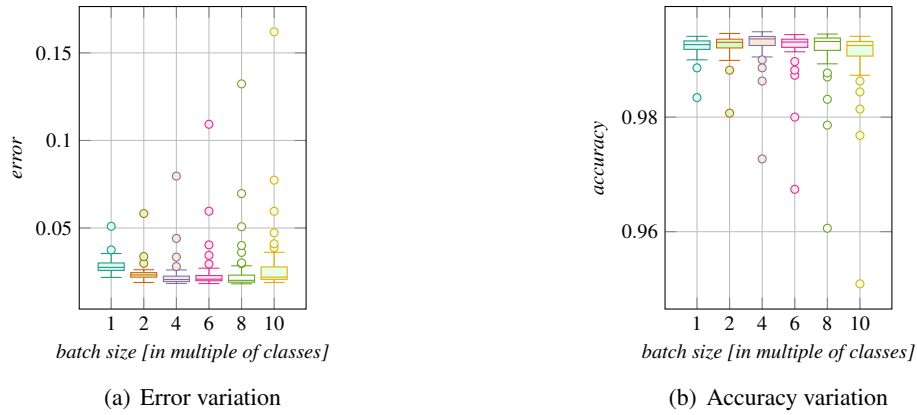 0.15
0.1
0.05
error
1 2 4 6 8 10
batch size [in multiple of classes]
(a) Error variation
0.98
0.96
accuracy
1 2 4 6 8 10
batch size [in multiple of classes]
(b) Accuracy variation